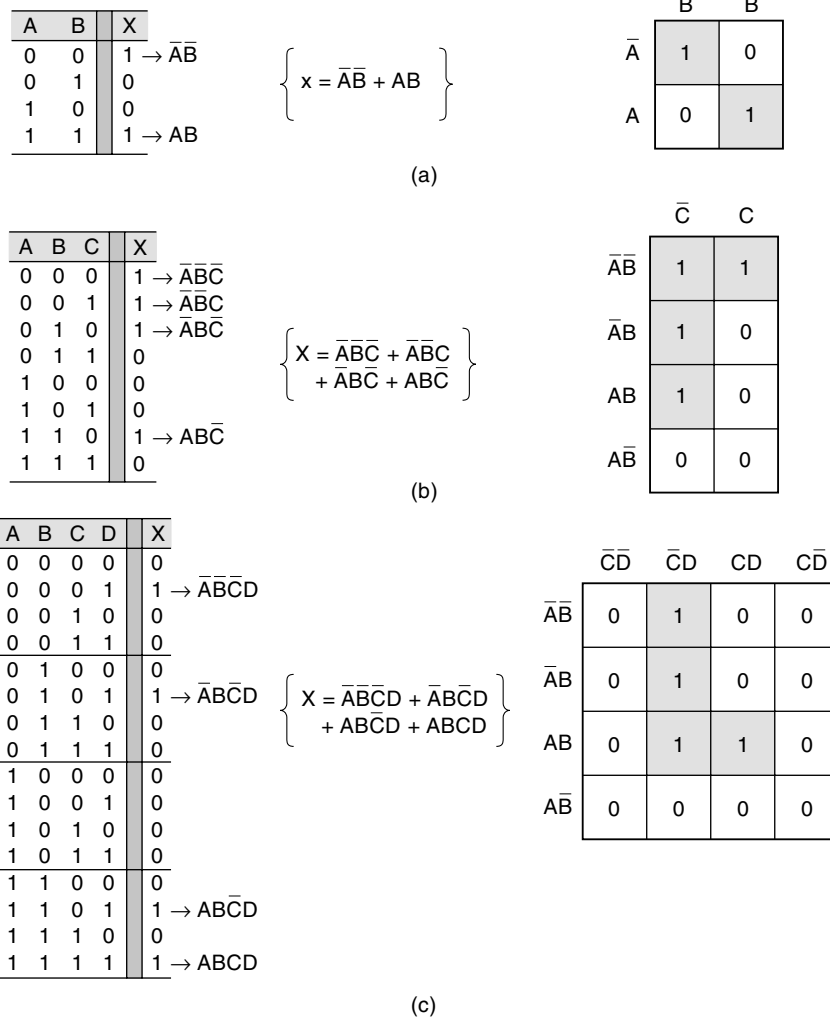 A B X
0 0 1 → A̅B̅
0 1 0
1 0 0
1 1 1 → AB
x = A̅B̅ + AB
B̅ B
A̅ 1 0
A 0 1
(a)
A B C X
0 0 0 1 → A̅B̅C̅
0 0 1 1 → A̅B̅C
0 1 0 1 → A̅BC̅
0 1 1 0
1 0 0 0
1 0 1 0
1 1 0 1 → ABC̅
1 1 1 0
X = A̅B̅C̅ + A̅B̅C
+ A̅BC̅ + ABC̅
C̅ C
A̅B̅ 1 1
A̅B 1 0
AB 1 0
AB̅ 0 0
(b)
A B C D X
0 0 0 0 0
0 0 0 1 1 → A̅B̅C̅D
0 0 1 0 0
0 0 1 1 0
0 1 0 0 0
0 1 0 1 1 → A̅BC̅D
0 1 1 0 0
0 1 1 1 0
1 0 0 0 0
1 0 0 1 0
1 0 1 0 0
1 0 1 1 0
1 1 0 0 0
1 1 0 1 1 → ABC̅D
1 1 1 0 0
1 1 1 1 1 → ABCD
X = A̅B̅C̅D + A̅BC̅D
+ ABC̅D + ABCD
C̅D̅ C̅D CD CD̅
A̅B̅ 0 1 0 0
A̅B 0 1 0 0
AB 0 1 1 0
AB̅ 0 0 0 0
(c)